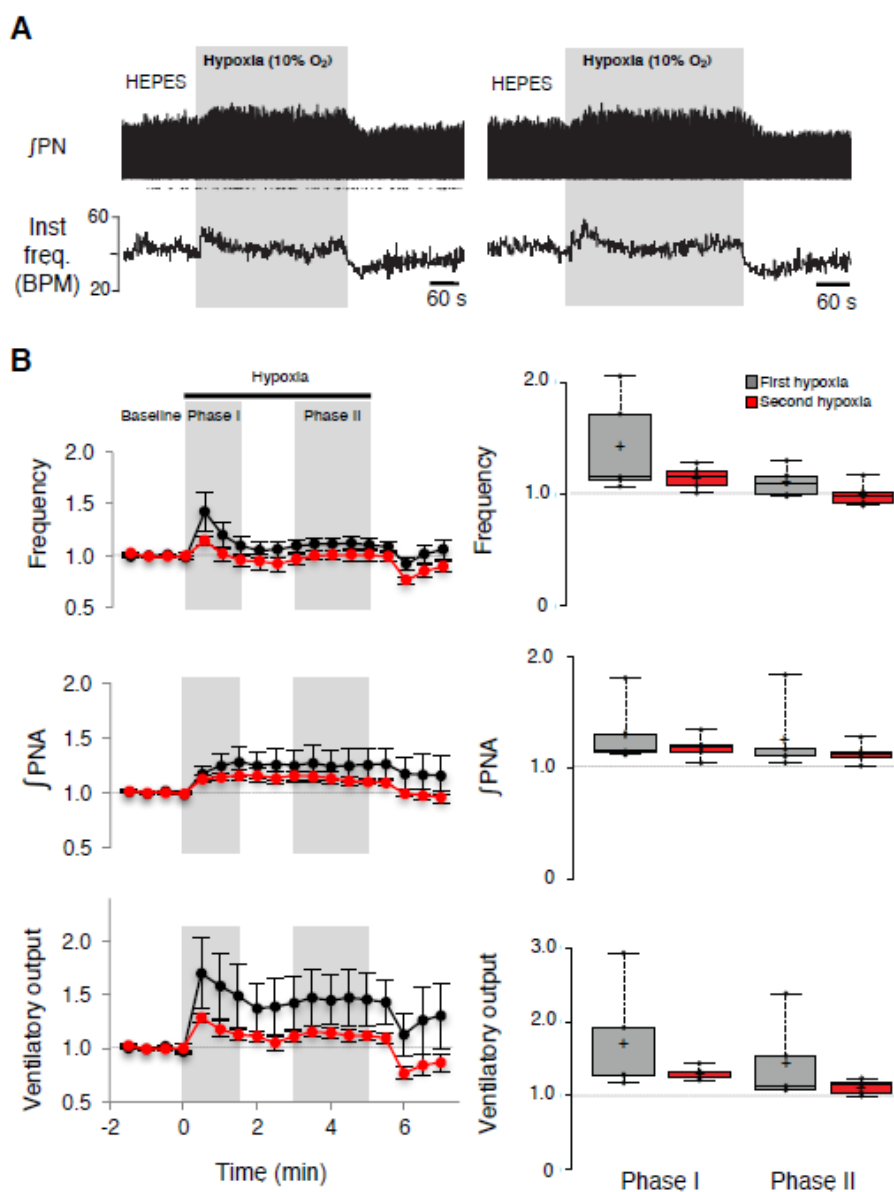 A
Hypoxia (10% O₂)
Hypoxia (10% O₂)
HEPES
HEPES
∫PN
Inst
freq.
(BPM)
60
20
60 s
60 s
B
Hypoxia
Baseline
Phase I
Phase II
Frequency
2.0
1.5
1.0
0.5
Frequency
2.0
1.0
0
First hypoxia
Second hypoxia
∫PNA
2.0
1.5
1.0
0.5
∫PNA
2.0
1.0
0
Ventilatory output
2.0
1.5
1.0
0.5
-2
0
2
4
6
Time (min)
Ventilatory output
3.0
2.0
1.0
0
Phase I
Phase II